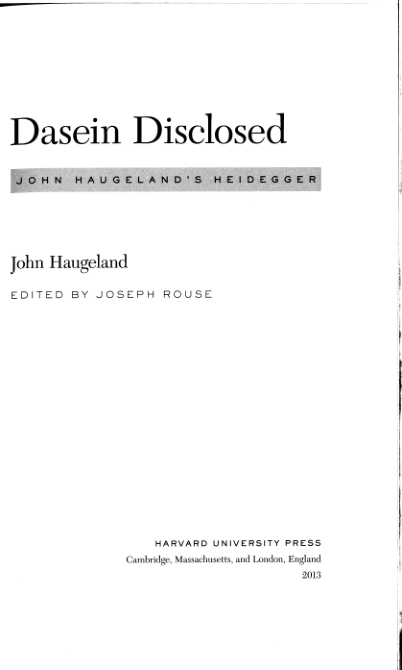 Dasein Disclosed
JOHN HAUGELAND'S HEIDEGGER
John Haugeland
EDITED BY JOSEPH ROUSE
HARVARD UNIVERSITY PRESS
Cambridge, Massachusetts, and London, England
2013